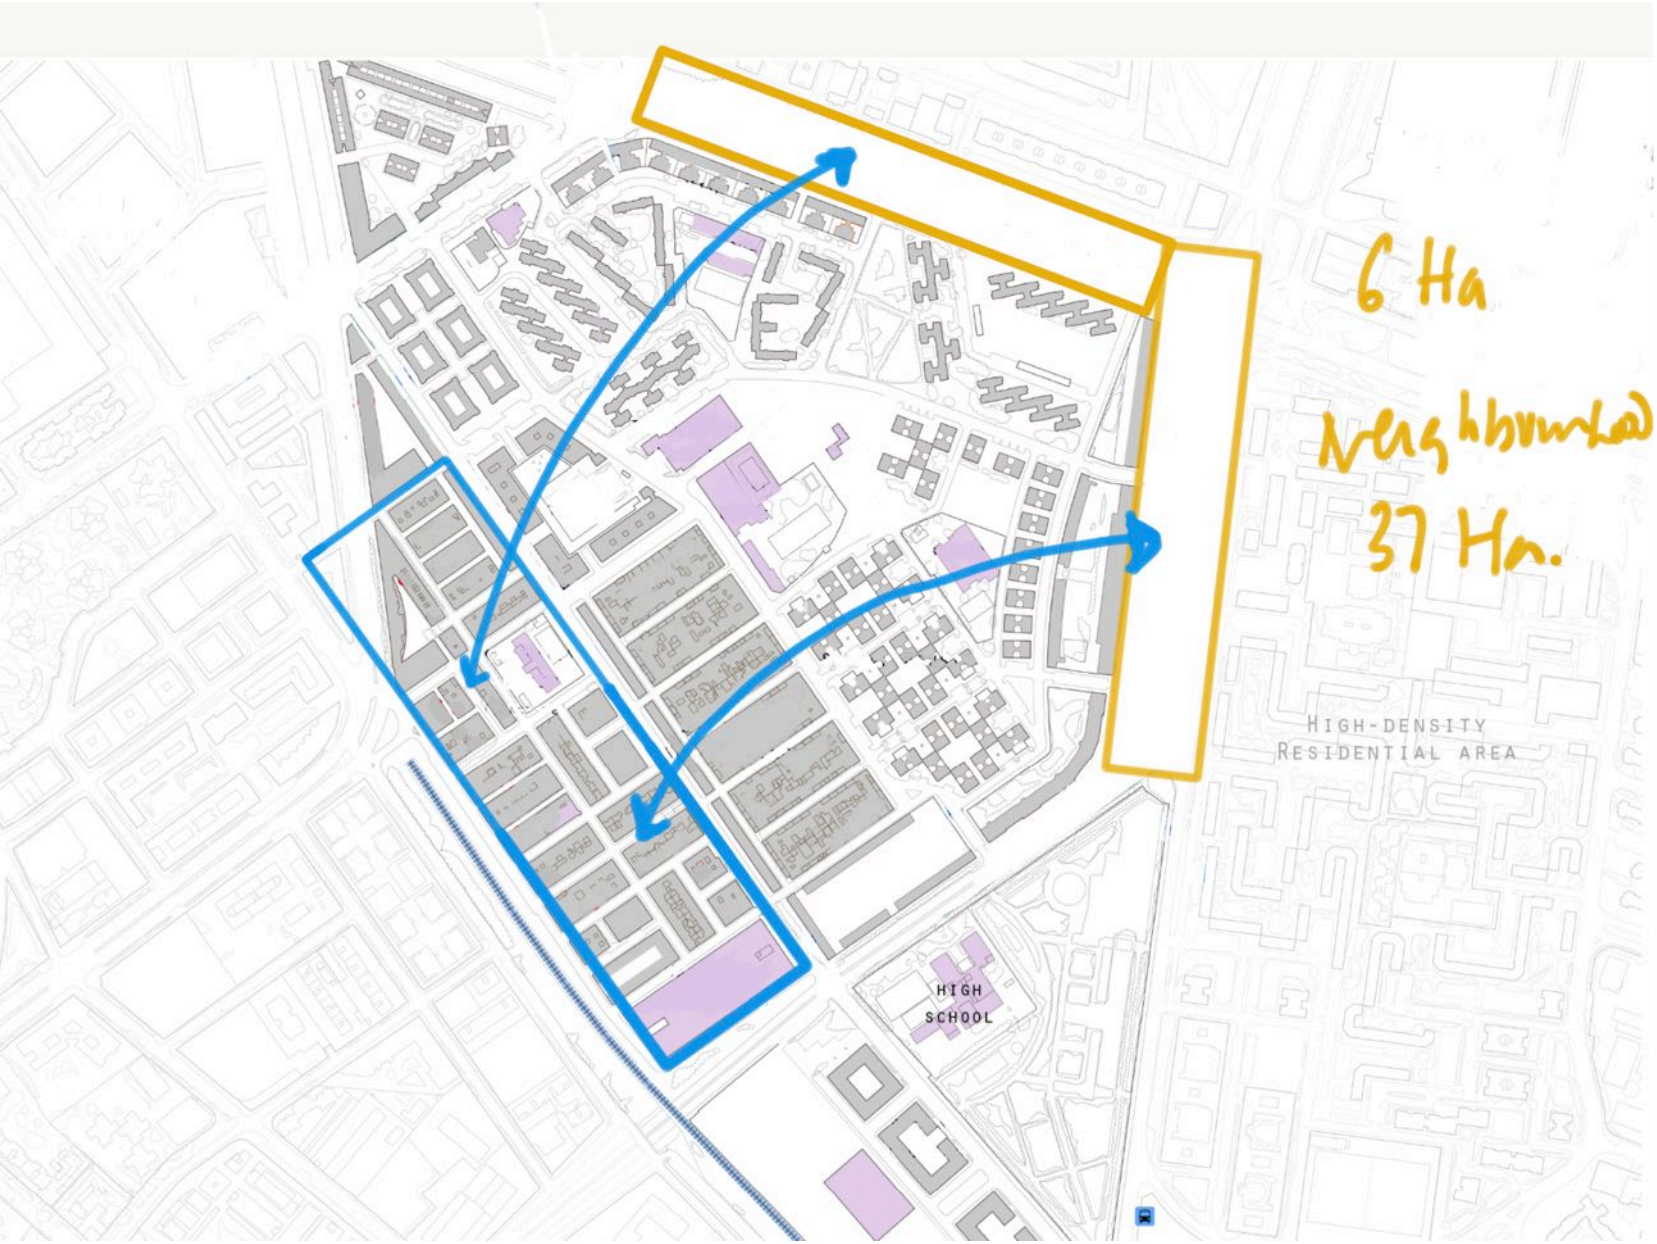 6 Ha
Neighbourhood
37 Ha.
HIGH-DENSITY
RESIDENTIAL AREA
HIGH
SCHOOL